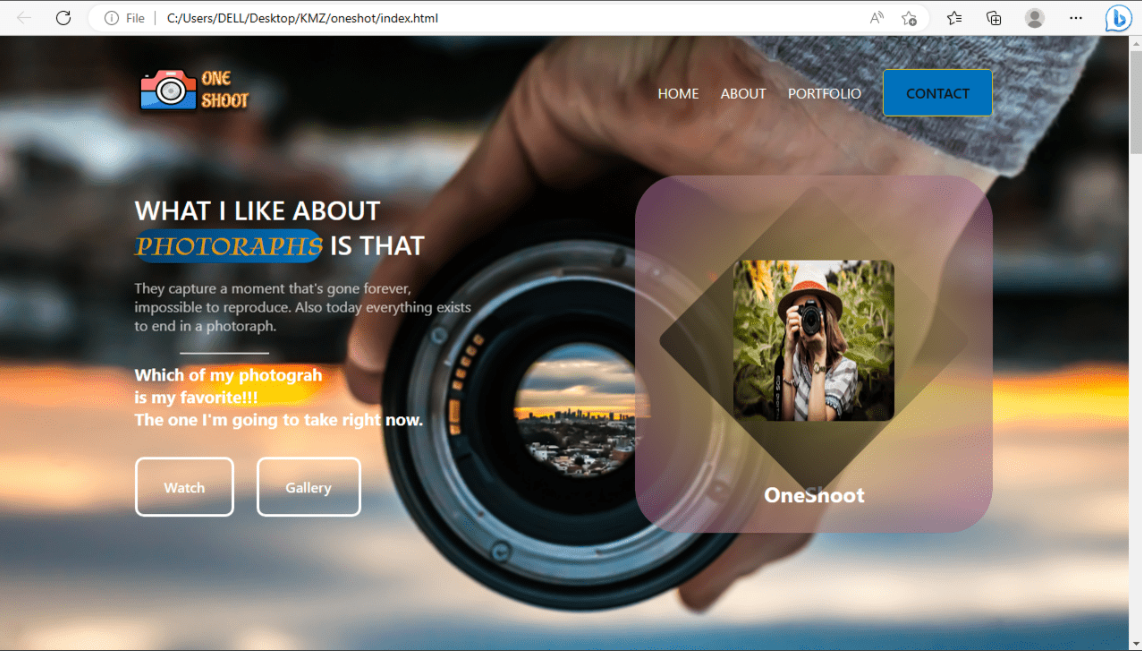 File
C:/Users/DELL/Desktop/KMZ/oneshot/index.html
ONE
SHOOT
HOME ABOUT PORTFOLIO CONTACT
WHAT I LIKE ABOUT
PHOTORAPHS IS THAT
They capture a moment that's gone forever,
impossible to reproduce. Also today everything exists
to end in a photoraph.
Which of my photograh
is my favorite!!!
The one I'm going to take right now.
Watch Gallery
OneShoot